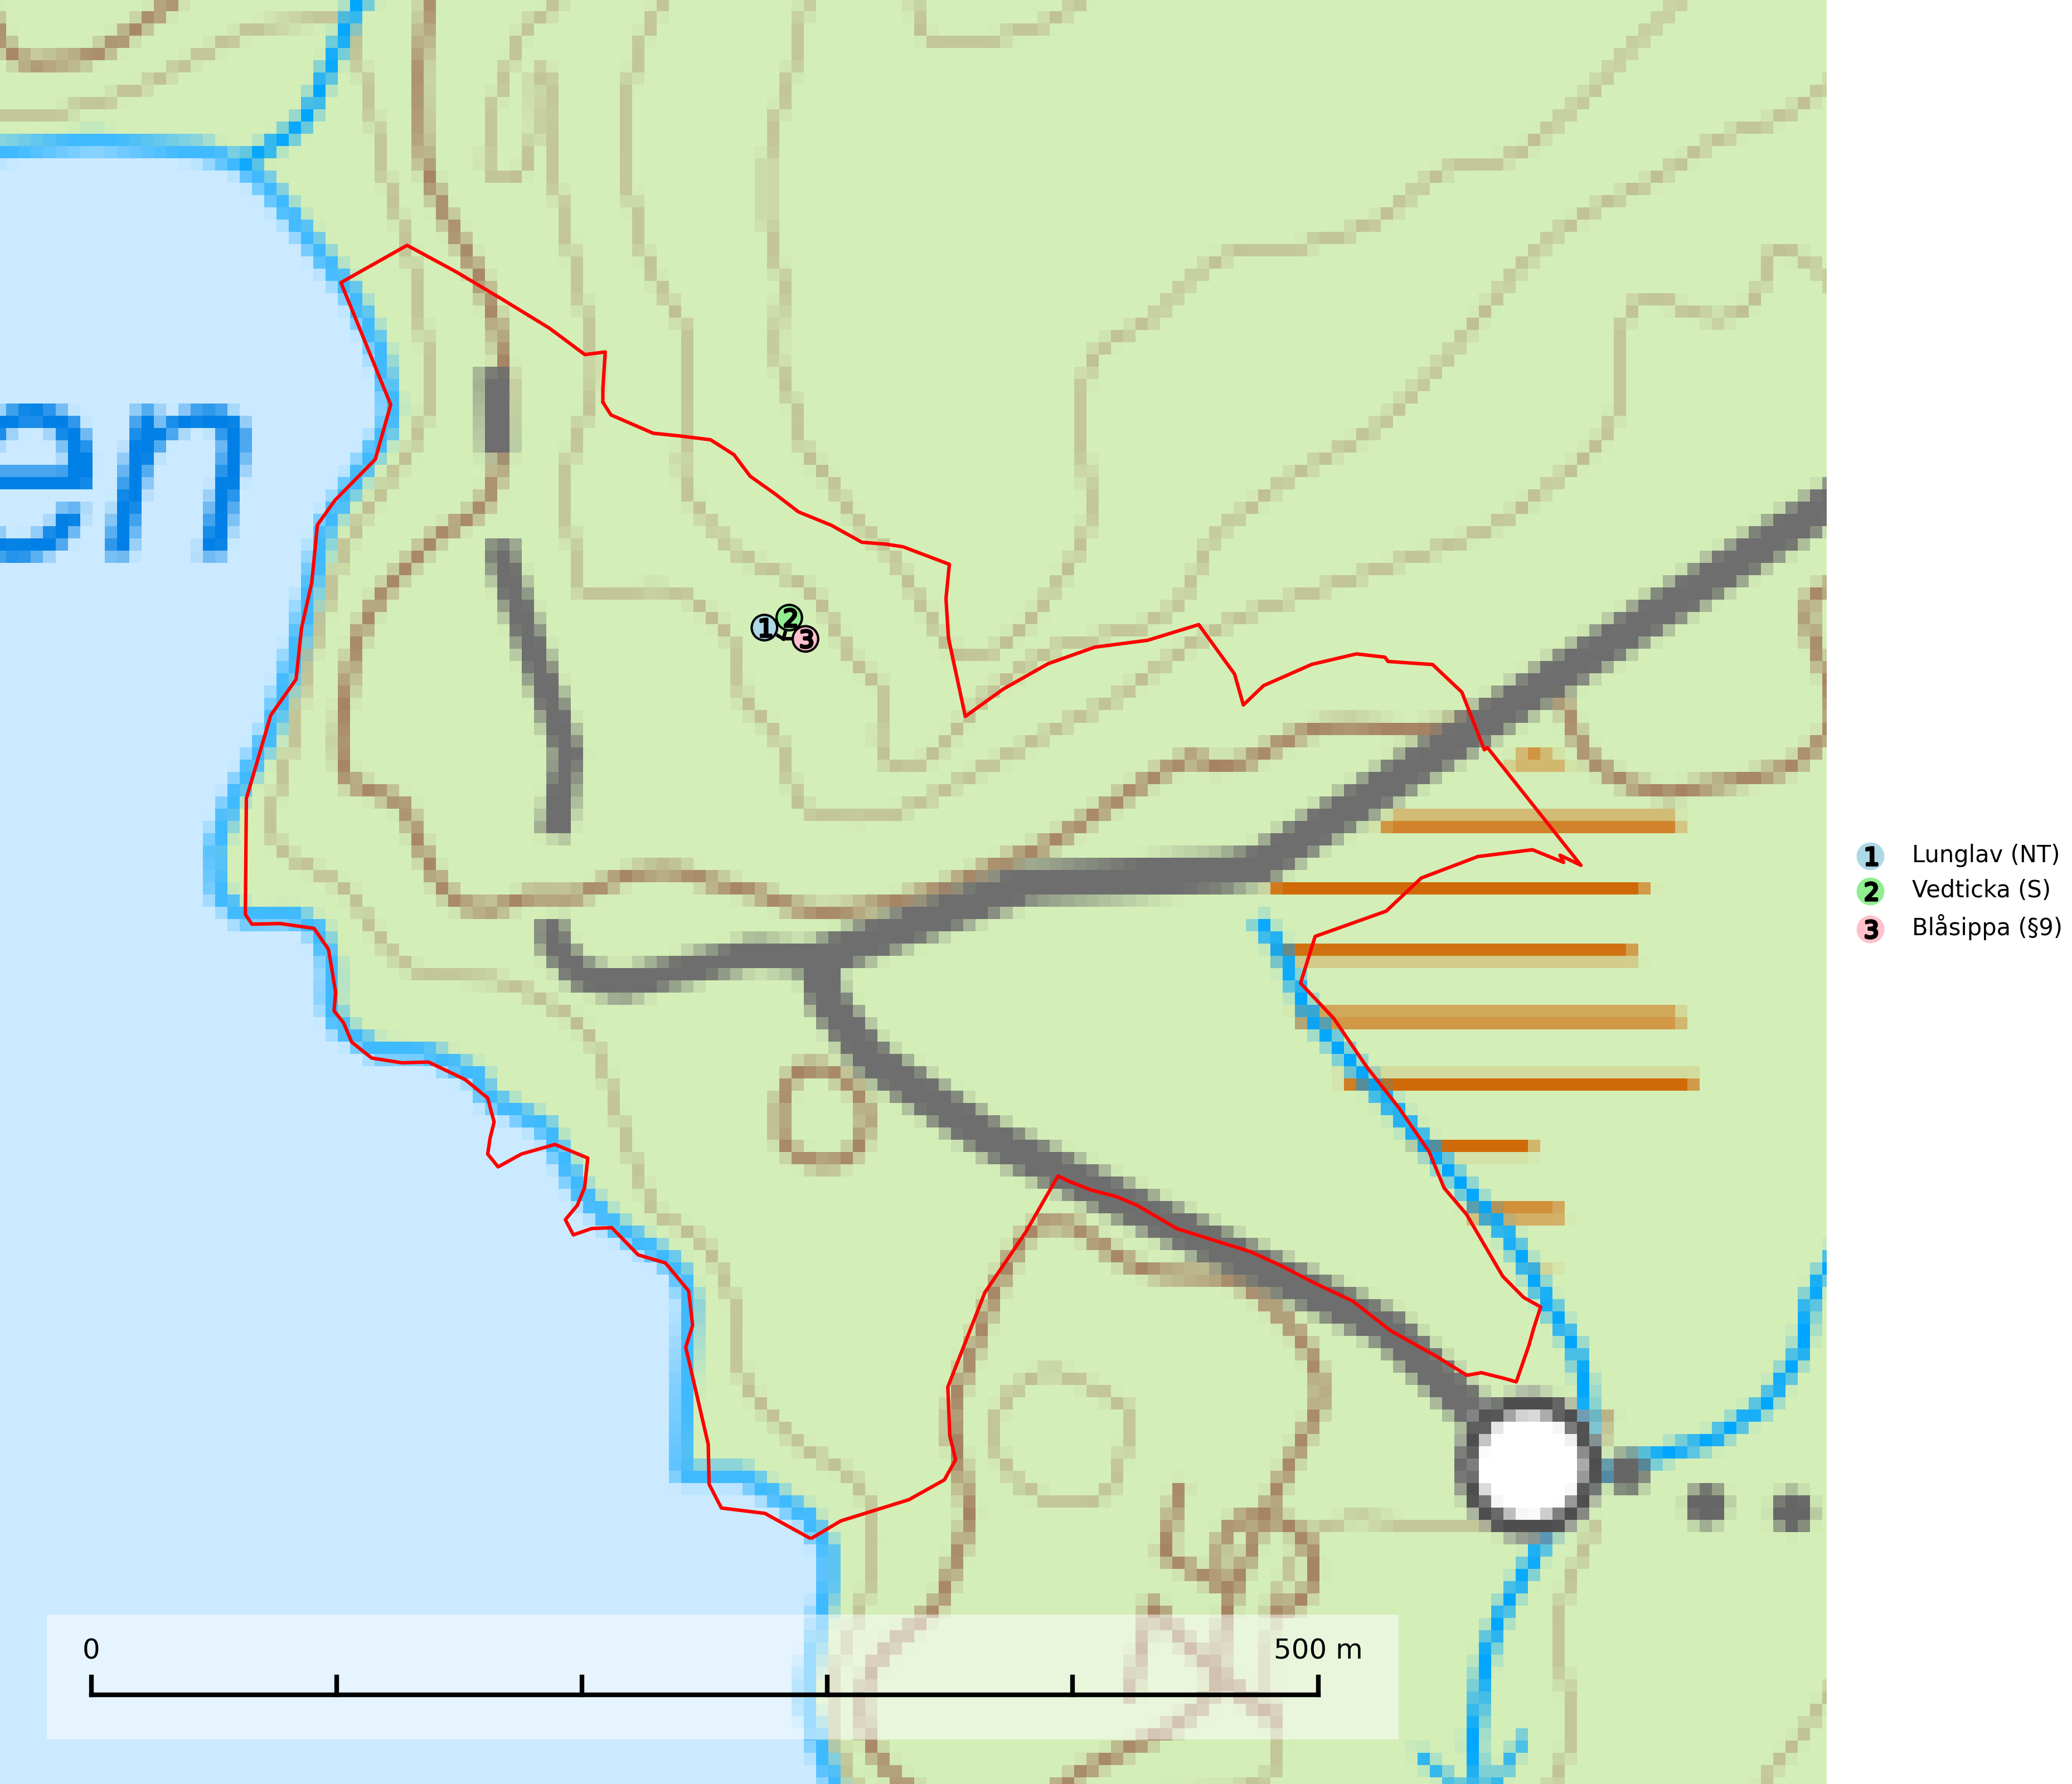 en
1
2
3
1 Lunglav (NT)
2 Vedticka (S)
3 Blåsippa (§9)
0 500 m